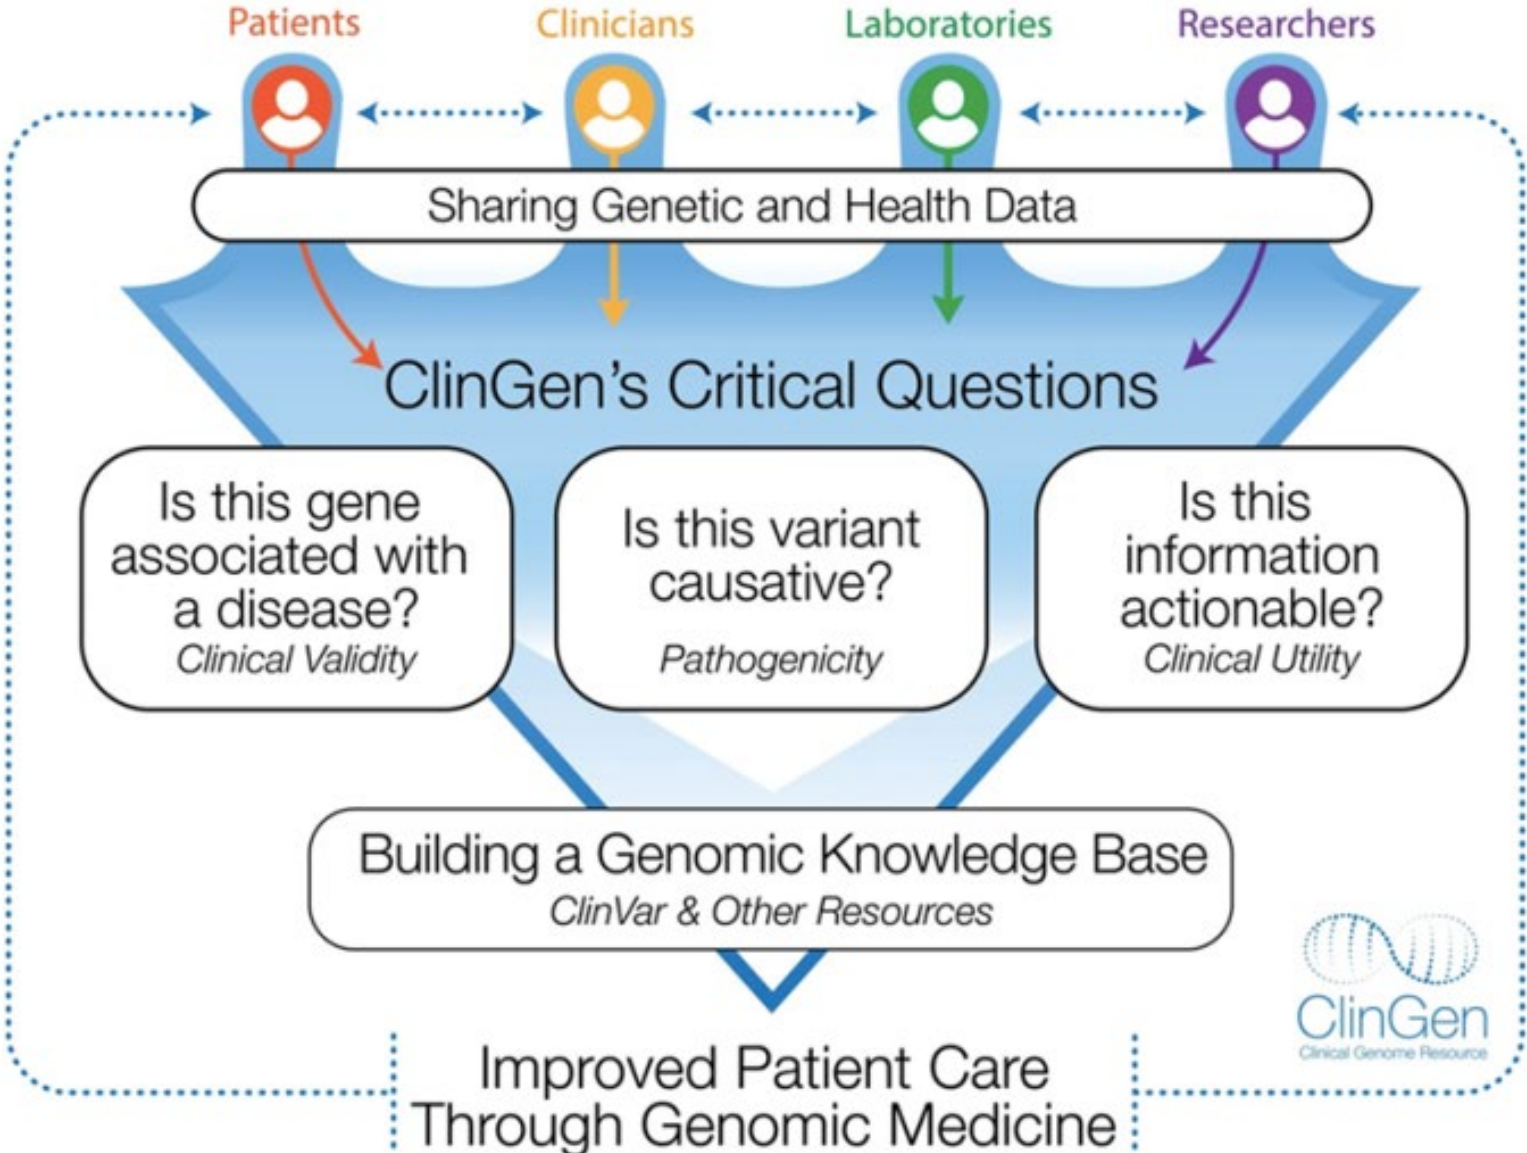 Patients
Clinicians
Laboratories
Researchers
Sharing Genetic and Health Data
ClinGen's Critical Questions
Is this gene
associated with
a disease?
Clinical Validity
Is this variant
causative?
Pathogenicity
Is this
information
actionable?
Clinical Utility
Building a Genomic Knowledge Base
ClinVar & Other Resources
ClinGen
Clinical Genome Resource
Improved Patient Care
Through Genomic Medicine